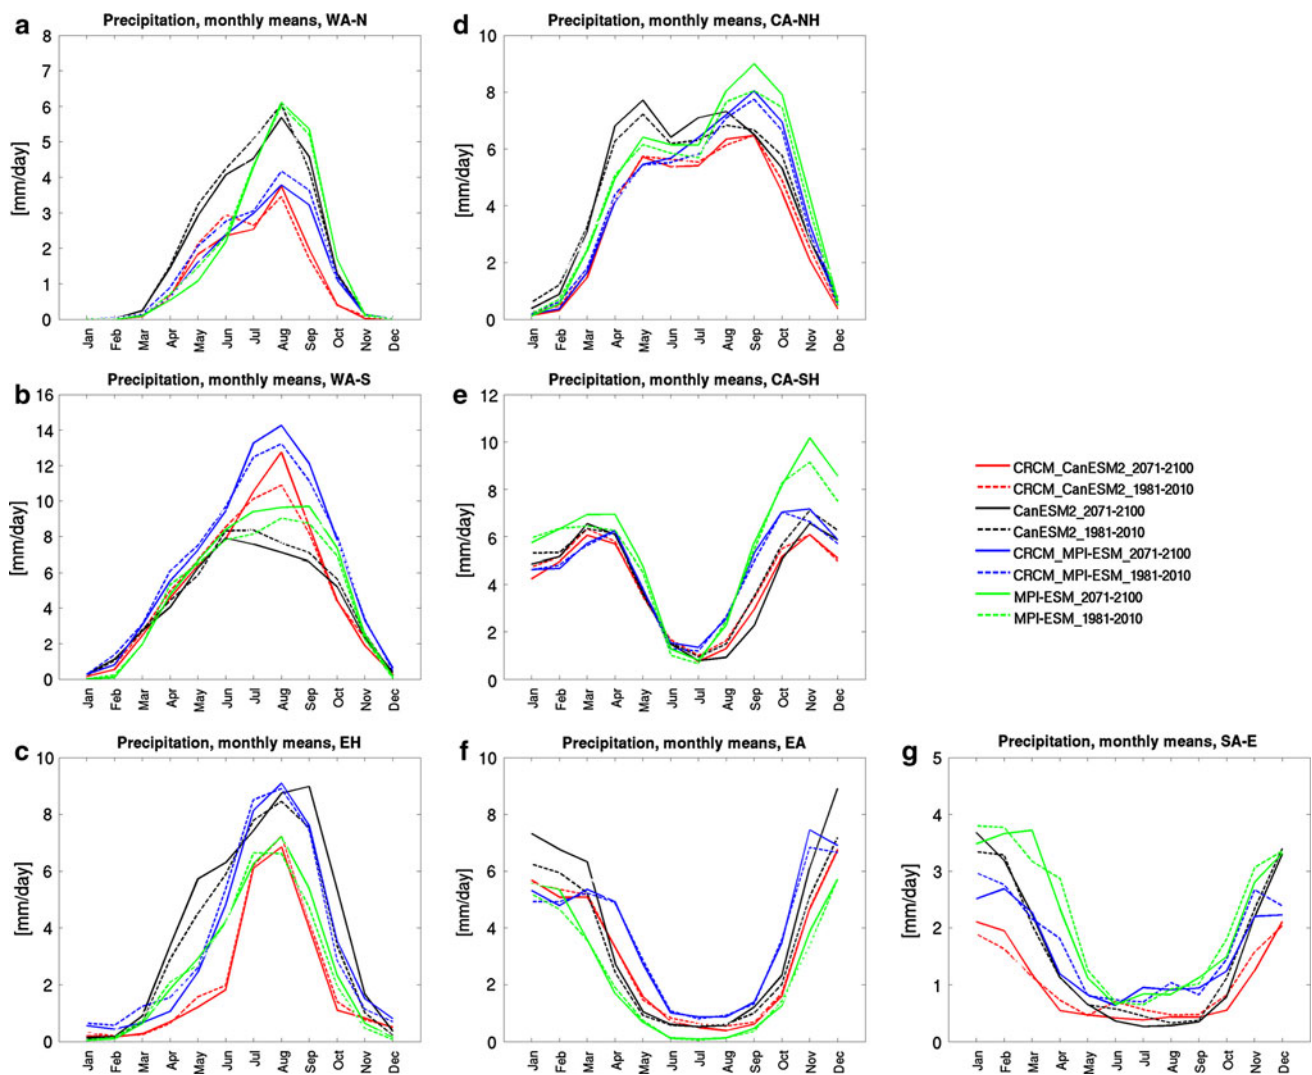 a
Precipitation, monthly means, WA-N
[mm/day]
8
7
6
5
4
3
2
1
0
Jan Feb Mar Apr May Jun Jul Aug Sep Oct Nov Dec
d
Precipitation, monthly means, CA-NH
10
8
6
4
2
0
Jan Feb Mar Apr May Jun Jul Aug Sep Oct Nov Dec
b
Precipitation, monthly means, WA-S
[mm/day]
16
14
12
10
8
6
4
2
0
Jan Feb Mar Apr May Jun Jul Aug Sep Oct Nov Dec
e
Precipitation, monthly means, CA-SH
12
10
8
6
4
2
0
Jan Feb Mar Apr May Jun Jul Aug Sep Oct Nov Dec
CRCM_CanESM2_2071-2100
CRCM_CanESM2_1981-2010
CanESM2_2071-2100
CanESM2_1981-2010
CRCM_MPI-ESM_2071-2100
CRCM_MPI-ESM_1981-2010
MPI-ESM_2071-2100
MPI-ESM_1981-2010
c
Precipitation, monthly means, EH
[mm/day]
10
8
6
4
2
0
Jan Feb Mar Apr May Jun Jul Aug Sep Oct Nov Dec
f
Precipitation, monthly means, EA
10
8
6
4
2
0
Jan Feb Mar Apr May Jun Jul Aug Sep Oct Nov Dec
g
Precipitation, monthly means, SA-E
5
4
3
2
1
0
Jan Feb Mar Apr May Jun Jul Aug Sep Oct Nov Dec